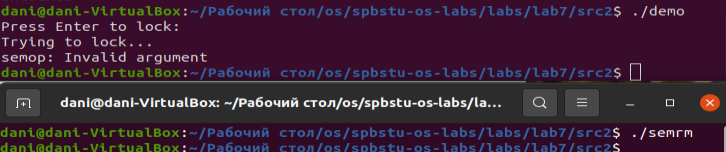 dani@dani-VirtualBox:~/Рабочий стол/os/spbstu-os-labs/labs/lab7/src2$ ./demo
Press Enter to lock:
Trying to lock...
semop: Invalid argument
dani@dani-VirtualBox:~/Рабочий стол/os/spbstu-os-labs/labs/lab7/src2$
dani@dani-VirtualBox: ~/Рабочий стол/os/spbstu-os-labs/la...
dani@dani-VirtualBox:~/Рабочий стол/os/spbstu-os-labs/labs/lab7/src2$ ./semrm
dani@dani-VirtualBox:~/Рабочий стол/os/spbstu-os-labs/labs/lab7/src2$